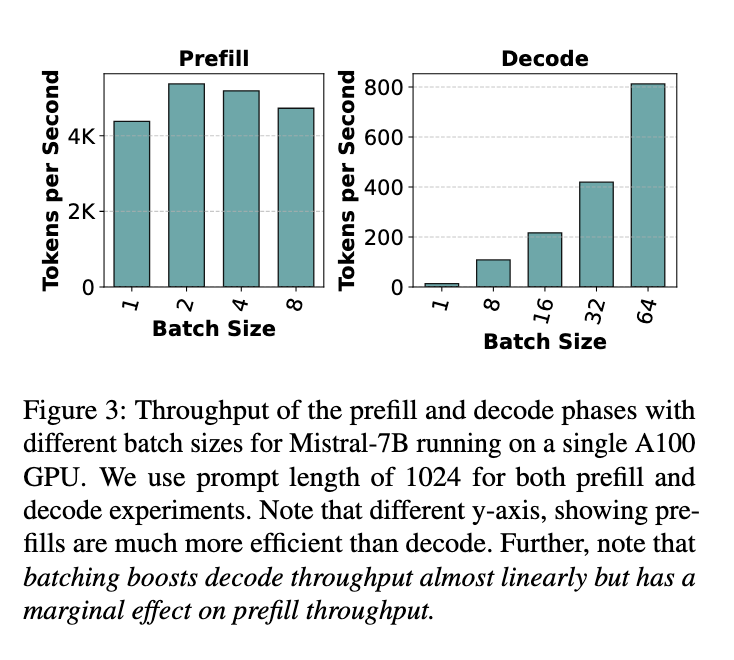 Prefill
Tokens per Second
4K
2K
0
1
2
4
8
Batch Size
Decode
Tokens per Second
800
600
400
200
0
1
8
16
32
64
Batch Size
Figure 3: Throughput of the prefill and decode phases with
different batch sizes for Mistral-7B running on a single A100
GPU. We use prompt length of 1024 for both prefill and
decode experiments. Note that different y-axis, showing pre-
fills are much more efficient than decode. Further, note that
batching boosts decode throughput almost linearly but has a
marginal effect on prefill throughput.